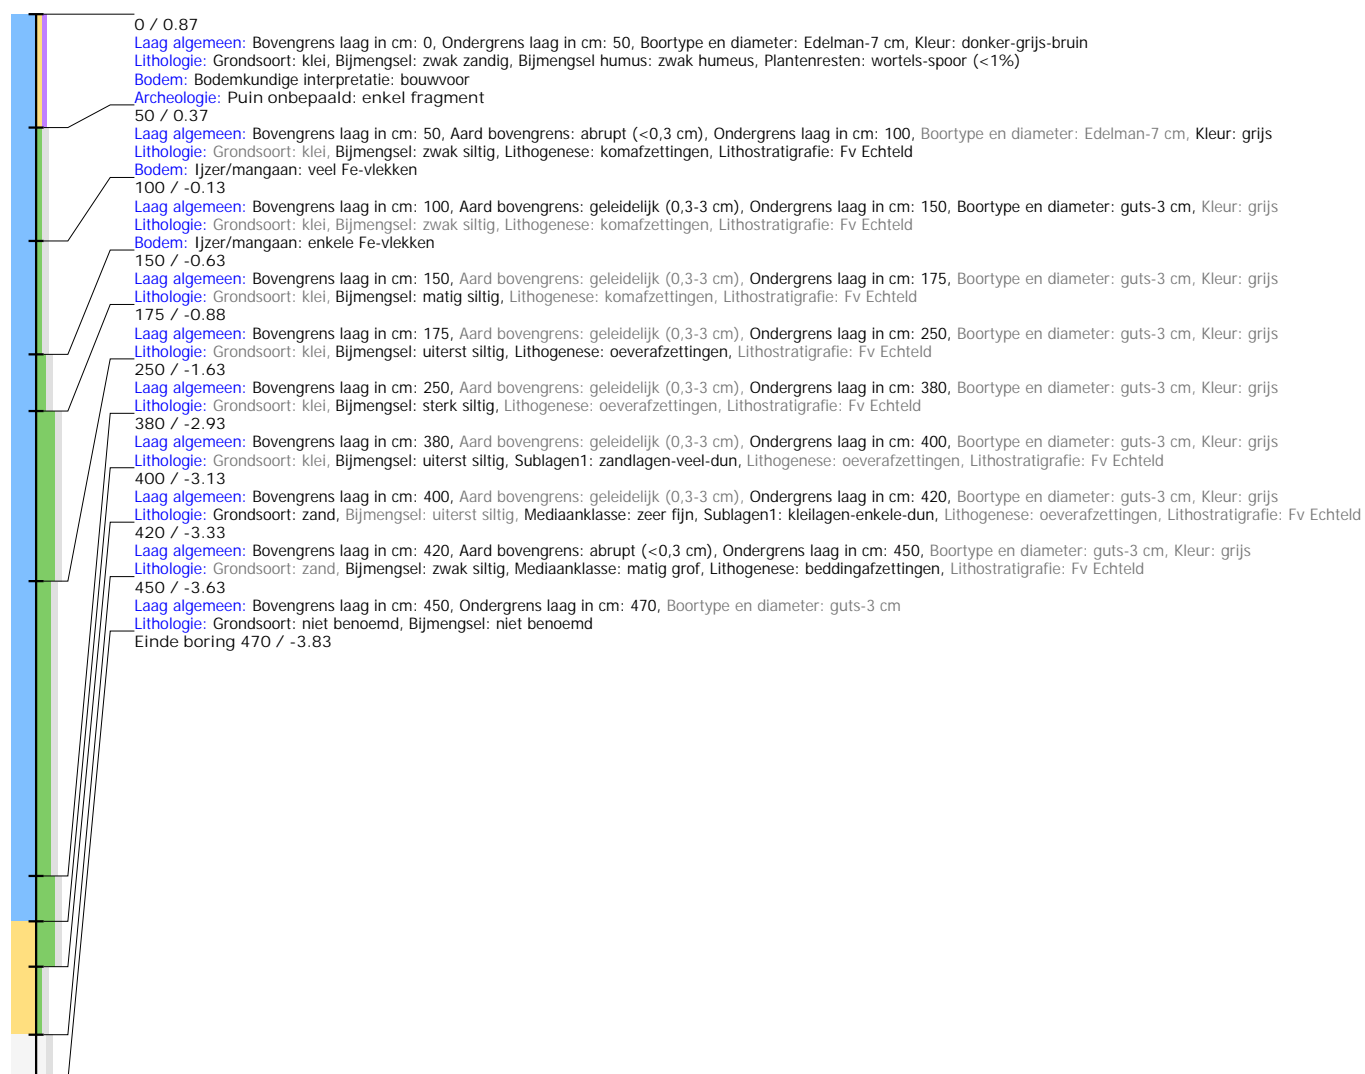 0 / 0.87
Laag algemeen: Bovengrens laag in cm: 0, Ondergrens laag in cm: 50, Boortype en diameter: Edelman-7 cm, Kleur: donker-grijs-bruin
Lithologie: Grondsoort: klei, Bijmengsel: zwak zandig, Bijmengsel humus: zwak humeus, Plantenresten: wortels-spoor (<1%)
Bodem: Bodemkundige interpretatie: bouwvoor
Archeologie: Puin onbepaald: enkel fragment
50 / 0.37
Laag algemeen: Bovengrens laag in cm: 50, Aard bovengrens: abrupt (<0,3 cm), Ondergrens laag in cm: 100, Boortype en diameter: Edelman-7 cm, Kleur: grijs
Lithologie: Grondsoort: klei, Bijmengsel: zwak siltig, Lithogenese: komafzettingen, Lithostratigrafie: Fv Echteld
Bodem: Ijzer/mangaan: veel Fe-vlekken
100 / -0.13
Laag algemeen: Bovengrens laag in cm: 100, Aard bovengrens: geleidelijk (0,3-3 cm), Ondergrens laag in cm: 150, Boortype en diameter: guts-3 cm, Kleur: grijs
Lithologie: Grondsoort: klei, Bijmengsel: zwak siltig, Lithogenese: komafzettingen, Lithostratigrafie: Fv Echteld
Bodem: Ijzer/mangaan: enkele Fe-vlekken
150 / -0.63
Laag algemeen: Bovengrens laag in cm: 150, Aard bovengrens: geleidelijk (0,3-3 cm), Ondergrens laag in cm: 175, Boortype en diameter: guts-3 cm, Kleur: grijs
Lithologie: Grondsoort: klei, Bijmengsel: matig siltig, Lithogenese: komafzettingen, Lithostratigrafie: Fv Echteld
175 / -0.88
Laag algemeen: Bovengrens laag in cm: 175, Aard bovengrens: geleidelijk (0,3-3 cm), Ondergrens laag in cm: 250, Boortype en diameter: guts-3 cm, Kleur: grijs
Lithologie: Grondsoort: klei, Bijmengsel: uiterst siltig, Lithogenese: oeverafzettingen, Lithostratigrafie: Fv Echteld
250 / -1.63
Laag algemeen: Bovengrens laag in cm: 250, Aard bovengrens: geleidelijk (0,3-3 cm), Ondergrens laag in cm: 380, Boortype en diameter: guts-3 cm, Kleur: grijs
Lithologie: Grondsoort: klei, Bijmengsel: sterk siltig, Lithogenese: oeverafzettingen, Lithostratigrafie: Fv Echteld
380 / -2.93
Laag algemeen: Bovengrens laag in cm: 380, Aard bovengrens: geleidelijk (0,3-3 cm), Ondergrens laag in cm: 400, Boortype en diameter: guts-3 cm, Kleur: grijs
Lithologie: Grondsoort: klei, Bijmengsel: uiterst siltig, Sublagen1: zandlagen-veel-dun, Lithogenese: oeverafzettingen, Lithostratigrafie: Fv Echteld
400 / -3.13
Laag algemeen: Bovengrens laag in cm: 400, Aard bovengrens: geleidelijk (0,3-3 cm), Ondergrens laag in cm: 420, Boortype en diameter: guts-3 cm, Kleur: grijs
Lithologie: Grondsoort: zand, Bijmengsel: uiterst siltig, Mediaanklasse: zeer fijn, Sublagen1: kleilagen-enkele-dun, Lithogenese: oeverafzettingen, Lithostratigrafie: Fv Echteld
420 / -3.33
Laag algemeen: Bovengrens laag in cm: 420, Aard bovengrens: abrupt (<0,3 cm), Ondergrens laag in cm: 450, Boortype en diameter: guts-3 cm, Kleur: grijs
Lithologie: Grondsoort: zand, Bijmengsel: zwak siltig, Mediaanklasse: matig grof, Lithogenese: beddingafzettingen, Lithostratigrafie: Fv Echteld
450 / -3.63
Laag algemeen: Bovengrens laag in cm: 450, Ondergrens laag in cm: 470, Boortype en diameter: guts-3 cm
Lithologie: Grondsoort: niet benoemd, Bijmengsel: niet benoemd
Einde boring 470 / -3.83